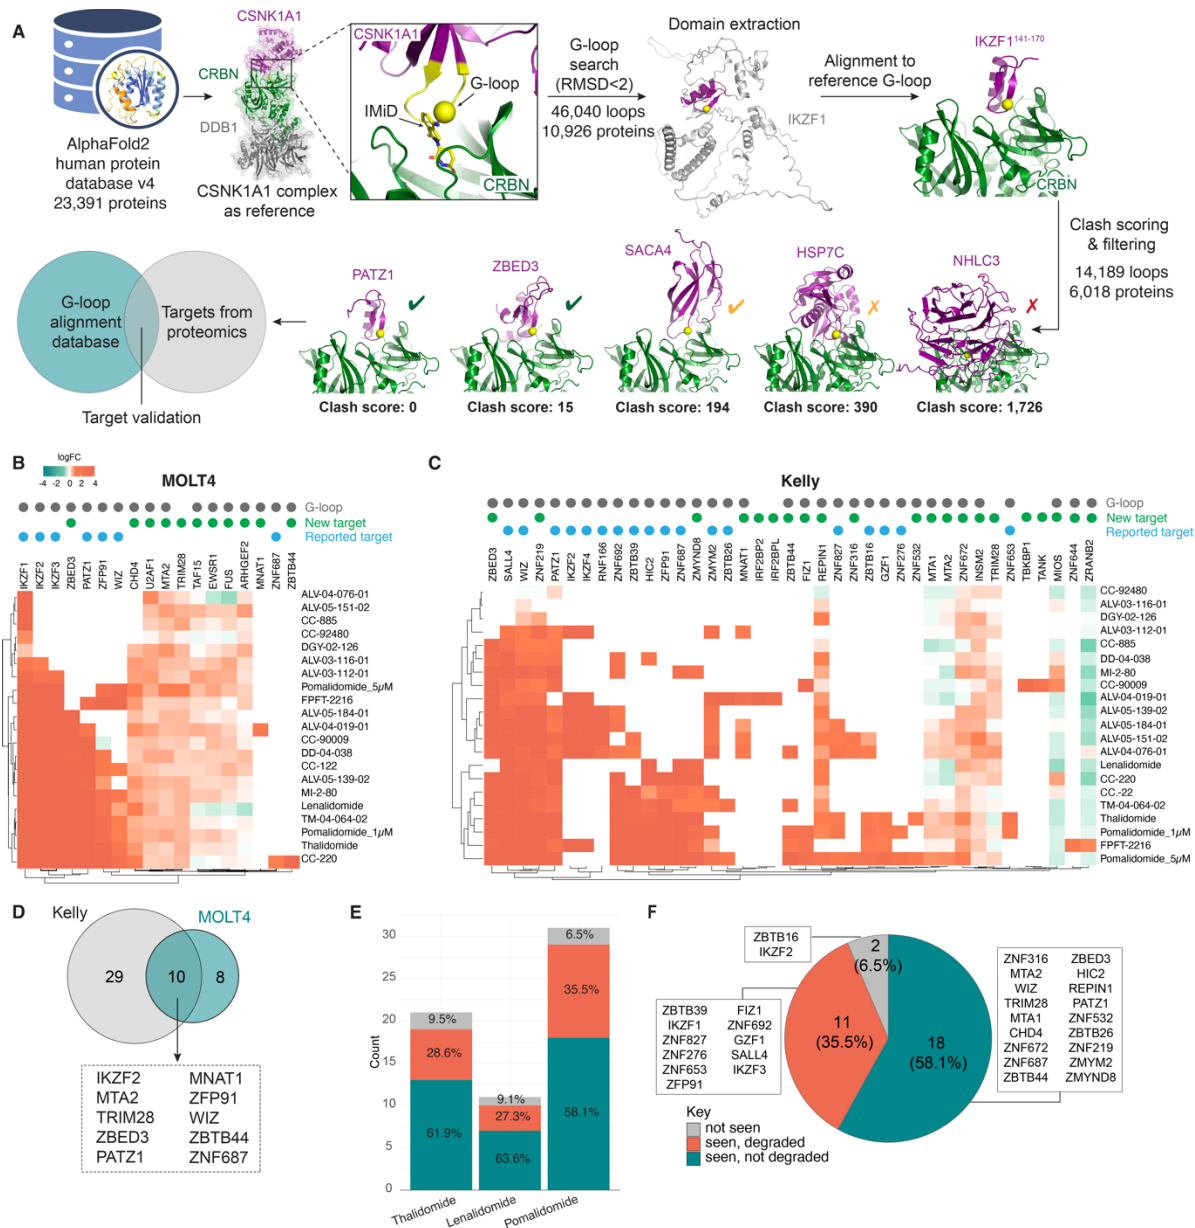 A
AlphaFold2
human protein
database v4
23,391 proteins
CSNK1A1
CRBN
DDB1
CSNK1A1 complex
as reference
CSNK1A1
G-loop
IMiD
CRBN
G-loop
search
(RMSD<2)
46,040 loops
10,926 proteins
Domain extraction
IKZF1
Alignment to
reference G-loop
IKZF1¹⁴¹⁻¹⁷⁰
CRBN
Clash scoring
& filtering
14,189 loops
6,018 proteins
G-loop
alignment
database
Targets from
proteomics
Target validation
PATZ1
✓
Clash score: 0
ZBED3
✓
Clash score: 15
SACA4
✓
Clash score: 194
HSP7C
✗
Clash score: 390
NHLC3
✗
Clash score: 1,726
B
logFC
-4 -2 0 2 4
MOLT4
G-loop
New target
Reported target
IKZF1
IKZF2
IKZF3
ZBED3
PATZ1
ZFP91
WIZ
CHD4
U2AF1
MTA2
TRIM28
TAF15
EWSR1
FUS
ARHGEF2
MNAT1
ZNF687
ZBTB44
ALV-04-076-01
ALV-05-151-02
CC-885
CC-92480
DGY-02-126
ALV-03-116-01
ALV-03-112-01
Pomalidomide_5µM
FPFT-2216
ALV-05-184-01
ALV-04-019-01
CC-90009
DD-04-038
CC-122
ALV-05-139-02
MI-2-80
Lenalidomide
TM-04-064-02
Pomalidomide_1µM
Thalidomide
CC-220
C
Kelly
G-loop
New target
Reported target
ZBED3
SALL4
WIZ
ZNF219
PATZ1
IKZF2
IKZF4
RNF166
ZNF692
ZBTB39
HIC2
ZFP91
ZNF687
ZMYND8
ZMYM2
ZBTB26
MNAT1
IRF2BP2
IRF2BPL
ZBTB44
FIZ1
REPIN1
ZNF827
ZNF316
ZBTB16
GZF1
ZNF276
ZNF532
MTA1
MTA2
ZNF672
INSM2
TRIM28
ZNF653
TBKBP1
TANK
MIOS
ZNF644
ZRANB2
CC-92480
ALV-03-116-01
DGY-02-126
ALV-03-112-01
CC-885
DD-04-038
MI-2-80
CC-90009
ALV-04-019-01
ALV-05-139-02
ALV-05-184-01
ALV-05-151-02
ALV-04-076-01
Lenalidomide
CC-220
CC.-22
TM-04-064-02
Thalidomide
Pomalidomide_1µM
FPFT-2216
Pomalidomide_5µM
D
Kelly
MOLT4
29
10
8
IKZF2 MNAT1
MTA2 ZFP91
TRIM28 WIZ
ZBED3 ZBTB44
PATZ1 ZNF687
E
Count
30
25
20
15
10
5
0
9.5%
28.6%
61.9%
9.1%
27.3%
63.6%
6.5%
35.5%
58.1%
Thalidomide
Lenalidomide
Pomalidomide
F
ZBTB16
IKZF2
2
(6.5%)
ZBTB39 FIZ1
IKZF1 ZNF692
ZNF827 GZF1
ZNF276 SALL4
ZNF653 IKZF3
ZFP91
11
(35.5%)
18
(58.1%)
ZNF316 ZBED3
MTA2 HIC2
WIZ REPIN1
TRIM28 PATZ1
MTA1 ZNF532
CHD4 ZBTB26
ZNF672 ZNF219
ZNF687 ZMYM2
ZBTB44 ZMYND8
Key
not seen
seen, degraded
seen, not degraded